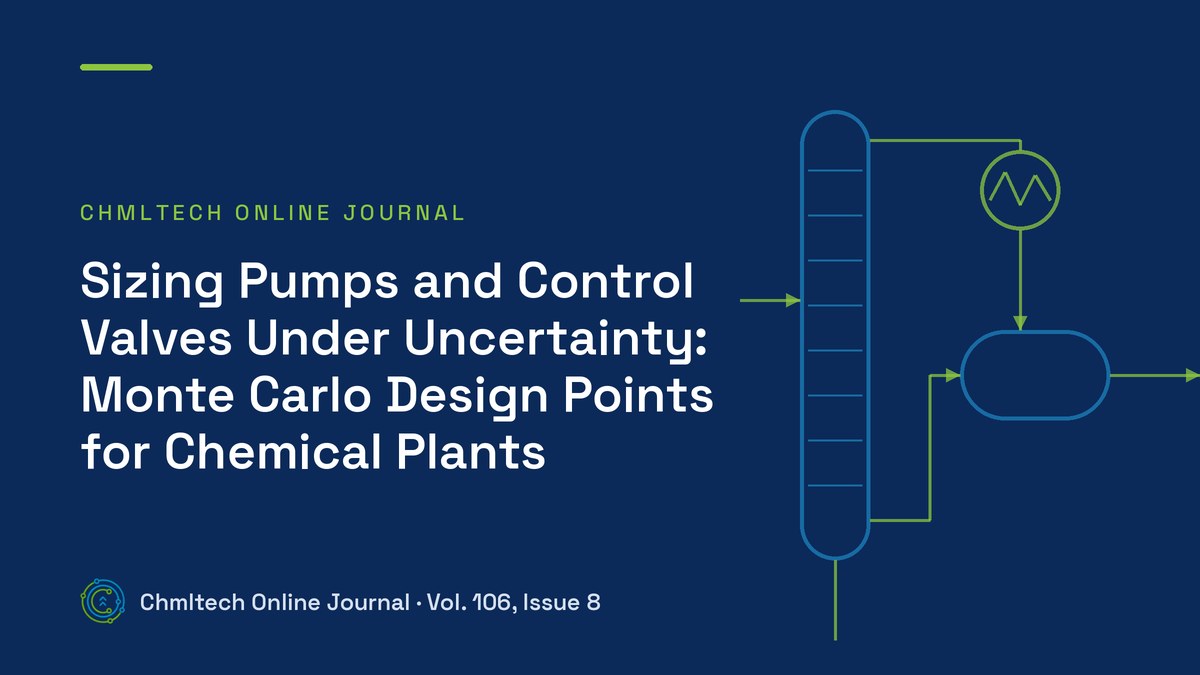 CHMLTECH ONLINE JOURNAL
Sizing Pumps and Control
Valves Under Uncertainty:
Monte Carlo Design Points
for Chemical Plants
Chmltech Online Journal · Vol. 106, Issue 8